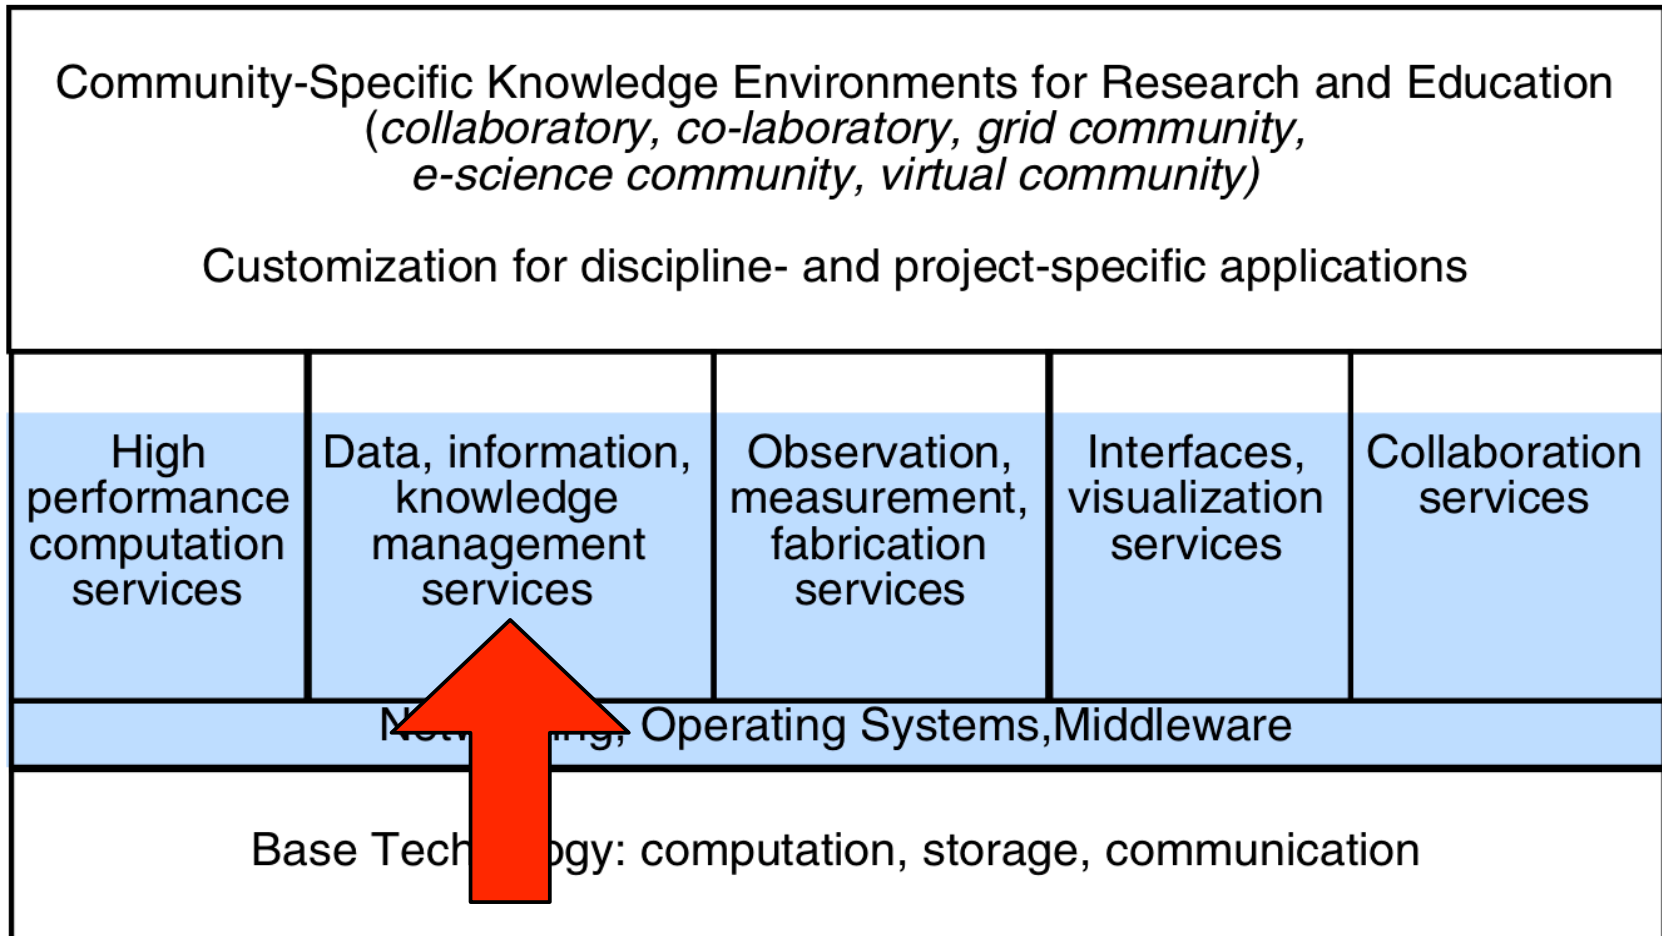 Community-Specific Knowledge Environments for Research and Education
(collaboratory, co-laboratory, grid community,
e-science community, virtual community)
Customization for discipline- and project-specific applications
High
performance
computation
services
Data, information,
knowledge
management
services
Observation,
measurement,
fabrication
services
Interfaces,
visualization
services
Collaboration
services
Operating Systems,Middleware
Base computation, storage, communication